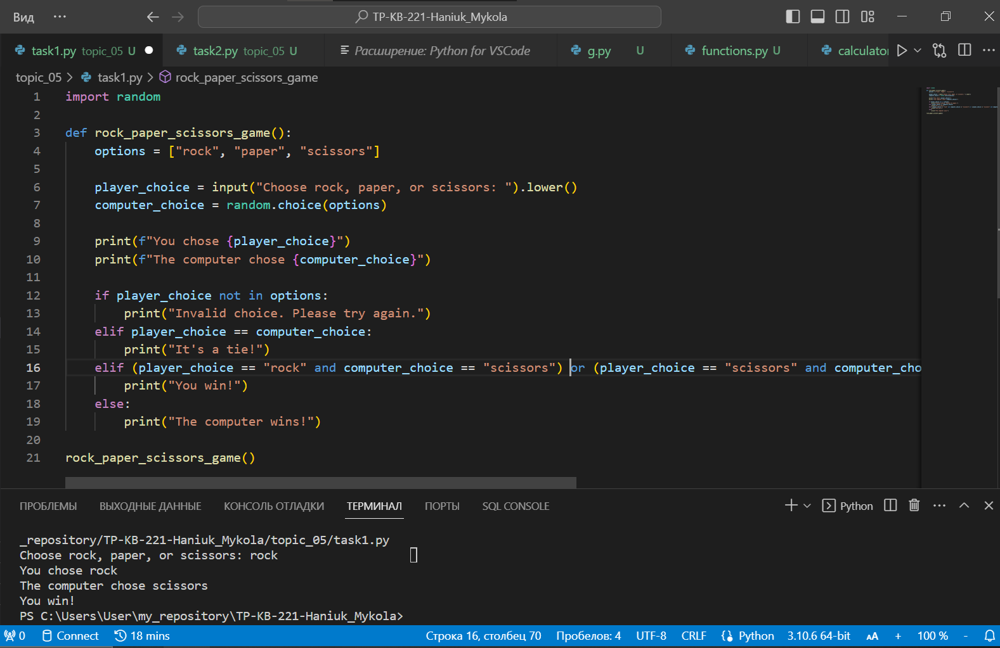 Вид ··· TP-KB-221-Haniuk_Mykola
task1.py topic_05 U task2.py topic_05 U Расширение: Python for VSCode g.py U functions.py U calculator
topic_05 > task1.py > rock_paper_scissors_game
1 import random
2
3 def rock_paper_scissors_game():
4 options = ["rock", "paper", "scissors"]
5
6 player_choice = input("Choose rock, paper, or scissors: ").lower()
7 computer_choice = random.choice(options)
8
9 print(f"You chose {player_choice}")
10 print(f"The computer chose {computer_choice}")
11
12 if player_choice not in options:
13 print("Invalid choice. Please try again.")
14 elif player_choice == computer_choice:
15 print("It's a tie!")
16 elif (player_choice == "rock" and computer_choice == "scissors") or (player_choice == "scissors" and computer_cho
17 print("You win!")
18 else:
19 print("The computer wins!")
20
21 rock_paper_scissors_game()
ПРОБЛЕМЫ ВЫХОДНЫЕ ДАННЫЕ КОНСОЛЬ ОТЛАДКИ ТЕРМИНАЛ ПОРТЫ SQL CONSOLE Python
_repository/TP-KB-221-Haniuk_Mykola/topic_05/task1.py
Choose rock, paper, or scissors: rock
You chose rock
The computer chose scissors
You win!
PS C:\Users\User\my_repository\TP-KB-221-Haniuk_Mykola>
0 Connect 18 mins Строка 16, столбец 70 Пробелов: 4 UTF-8 CRLF Python 3.10.6 64-bit AA + 100 % -